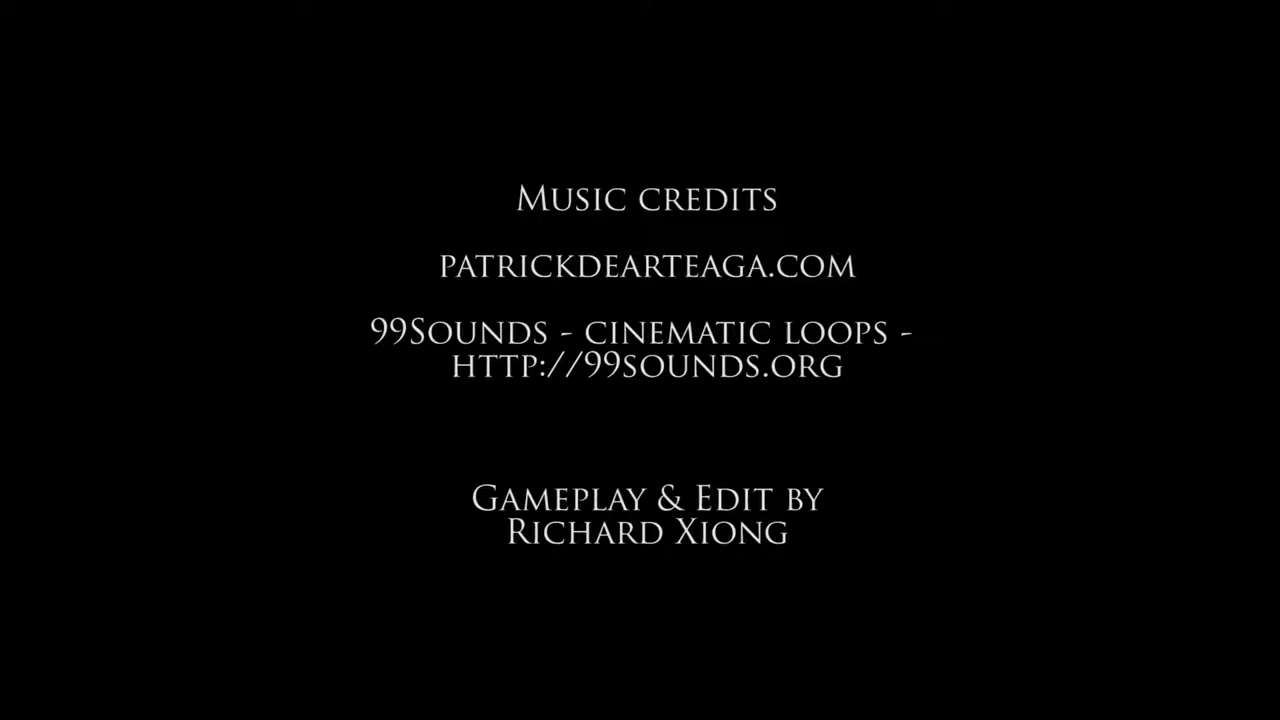 Music credits
patrickdearteaga.com
99Sounds - cinematic loops -
http://99sounds.org
Gameplay & Edit by
Richard Xiong